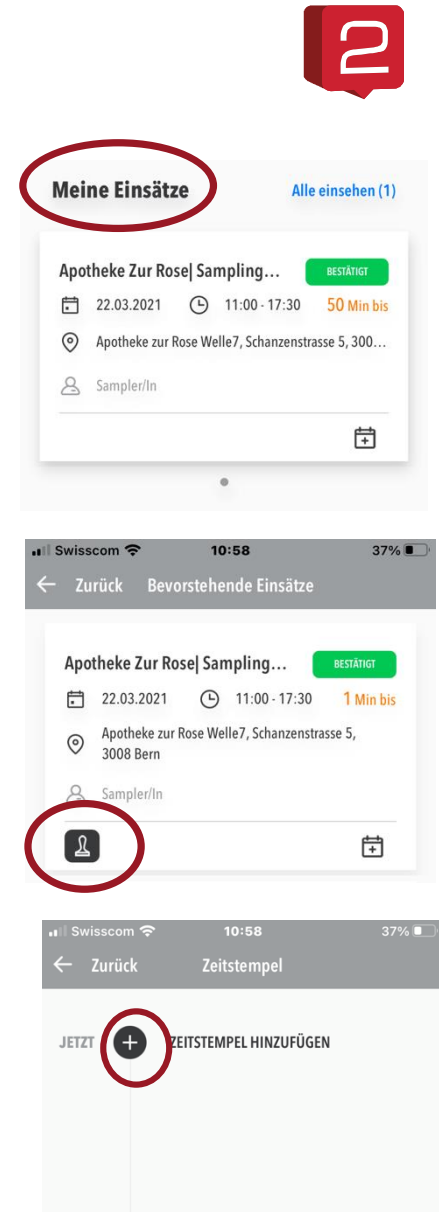 2
Meine Einsätze Alle einsehen (1)
Apotheke Zur Rose| Sampling... BESTÄTIGT
22.03.2021 11:00 - 17:30 50 Min bis
Apotheke zur Rose Welle7, Schanzenstrasse 5, 300...
Sampler/In
Swisscom 10:58 37%
← Zurück Bevorstehende Einsätze
Apotheke Zur Rose| Sampling... BESTÄTIGT
22.03.2021 11:00 - 17:30 1 Min bis
Apotheke zur Rose Welle7, Schanzenstrasse 5,
3008 Bern
Sampler/In
Swisscom 10:58 37%
← Zurück Zeitstempel
JETZT + ZEITSTEMPEL HINZUFÜGEN